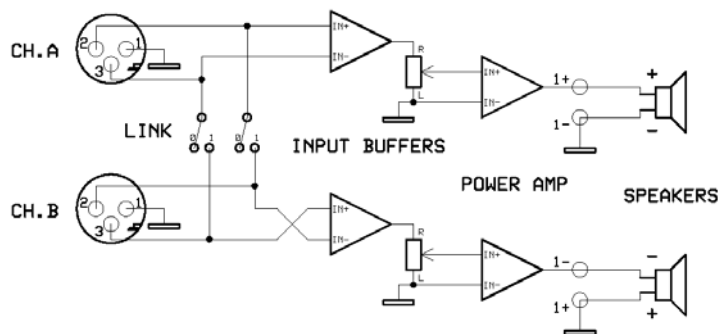 CH.A
2 1
3
IN+
IN-
R
L
IN+
IN-
1+
1-
+
-
LINK
0 1 0 1
INPUT BUFFERS
POWER AMP
SPEAKERS
CH.B
2 1
3
IN+
IN-
R
L
IN+
IN-
1-
1+
-
+